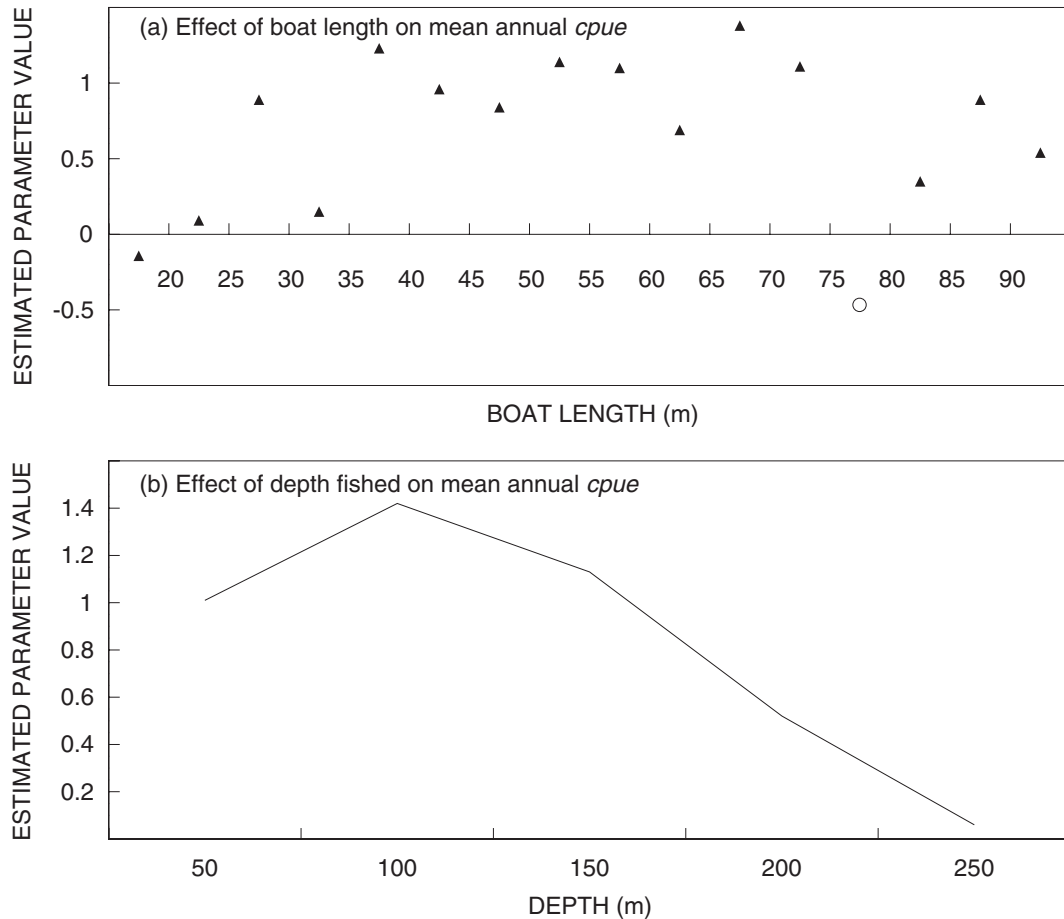 (a) Effect of boat length on mean annual cpue
ESTIMATED PARAMETER VALUE
1
0.5
0
-0.5
20 25 30 35 40 45 50 55 60 65 70 75 80 85 90
BOAT LENGTH (m)
(b) Effect of depth fished on mean annual cpue
ESTIMATED PARAMETER VALUE
1.4
1.2
1
0.8
0.6
0.4
0.2
50 100 150 200 250
DEPTH (m)